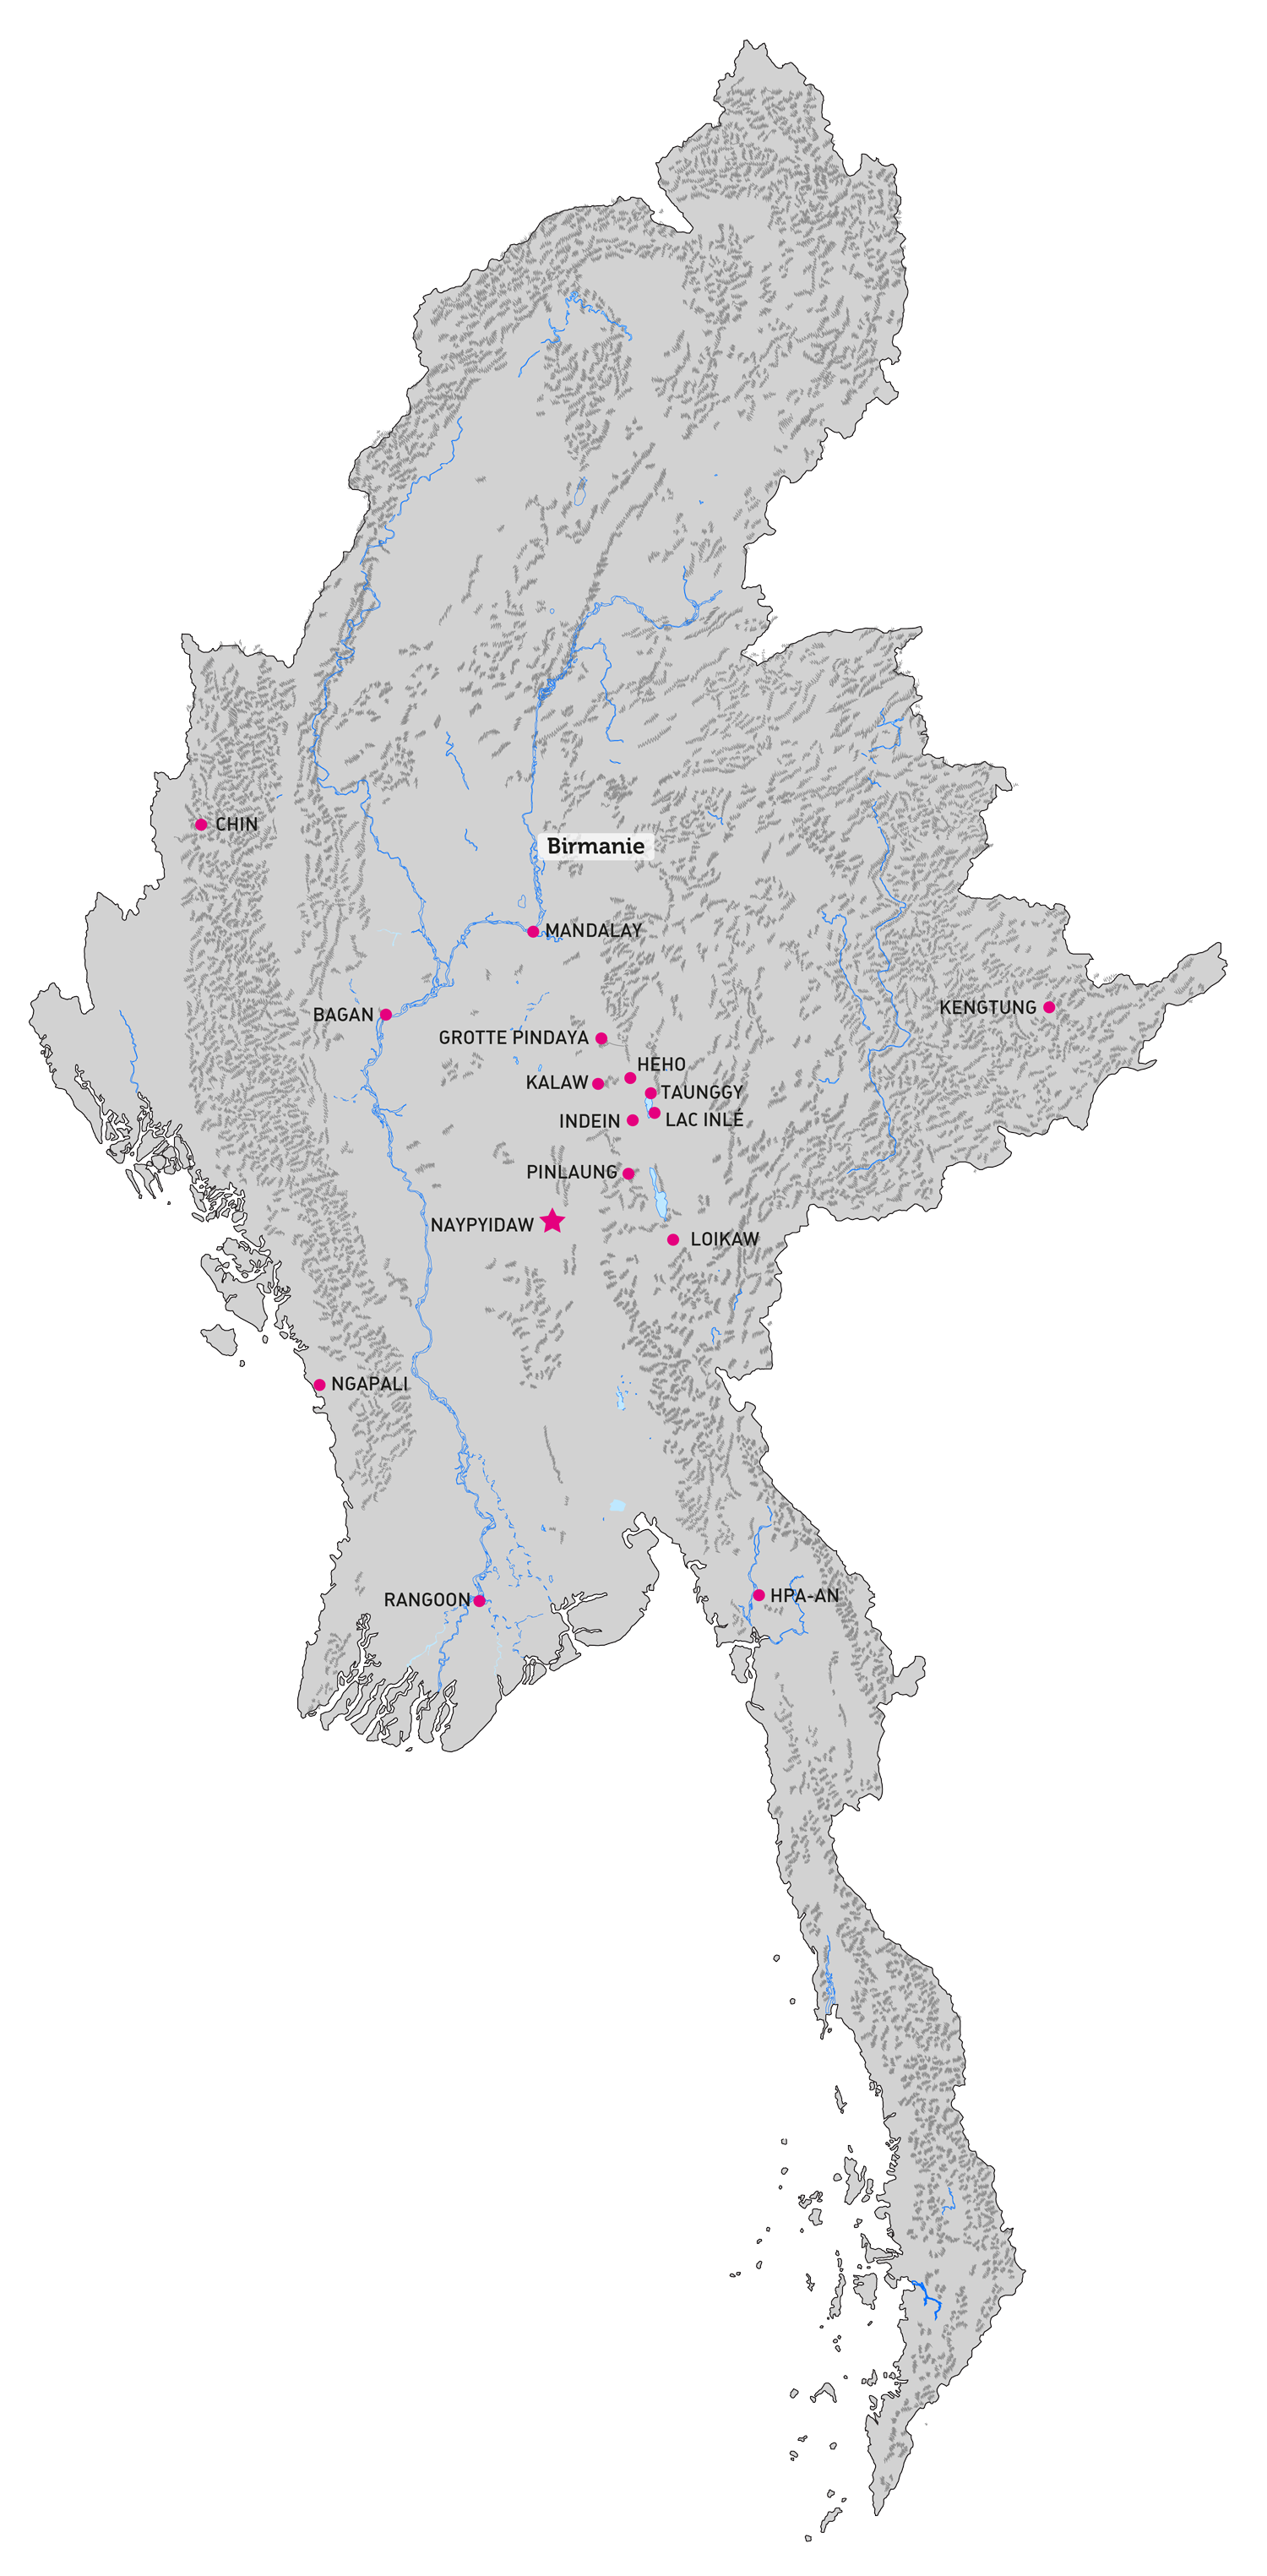 CHIN
Birmanie
MANDALAY
BAGAN
KENGTUNG
GROTTE PINDAYA
HEHO
KALAW
TAUNGGY
INDEIN
LAC INLÉ
PINLAUNG
NAYPYIDAW
LOIKAW
NGAPALI
RANGOON
HPA-AN